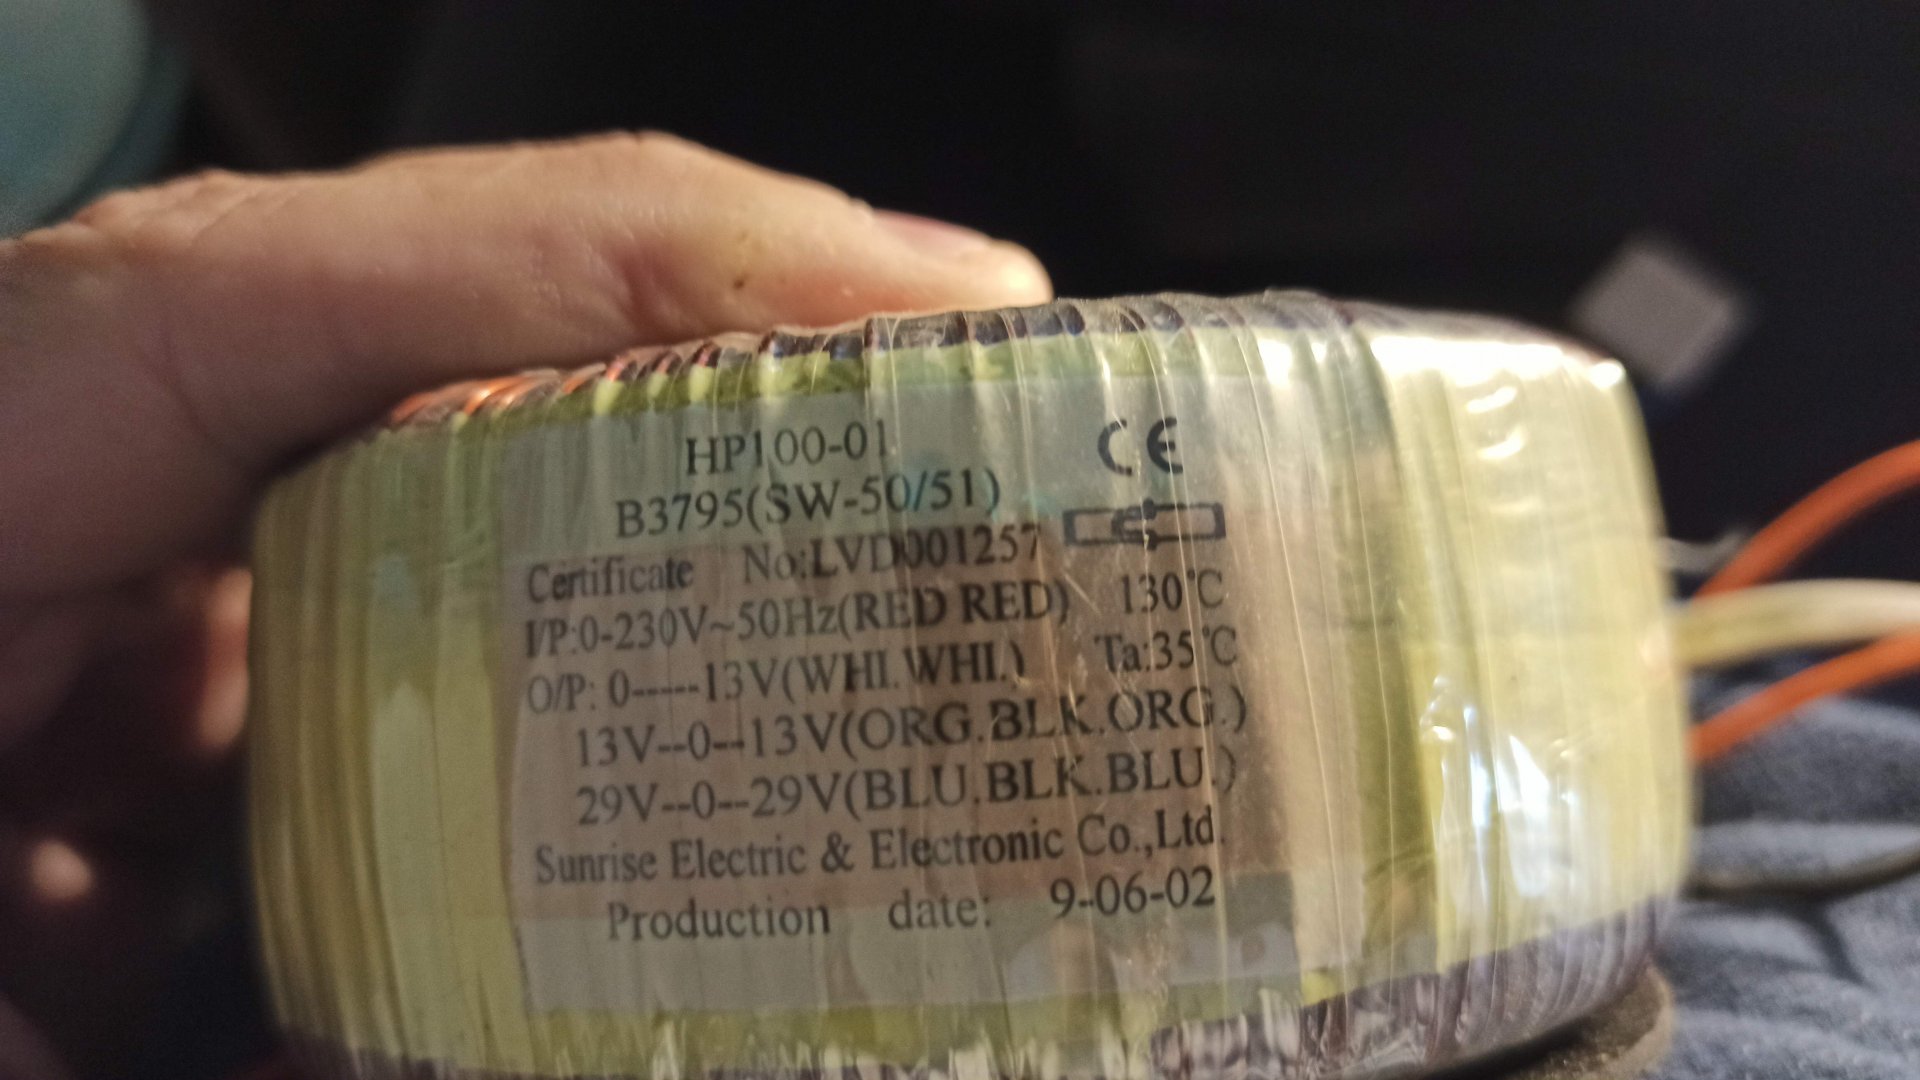 HP100-01
CE
B3795(SW-50/51)
Certificate No:LVD001257
I/P:0-230V~50Hz(RED RED) 130℃
O/P: 0-----13V(WHI.WHI.) Ta:35℃
13V--0--13V(ORG.BLK.ORG.)
29V--0--29V(BLU.BLK.BLU.)
Sunrise Electric & Electronic Co.,Ltd.
Production date: 9-06-02